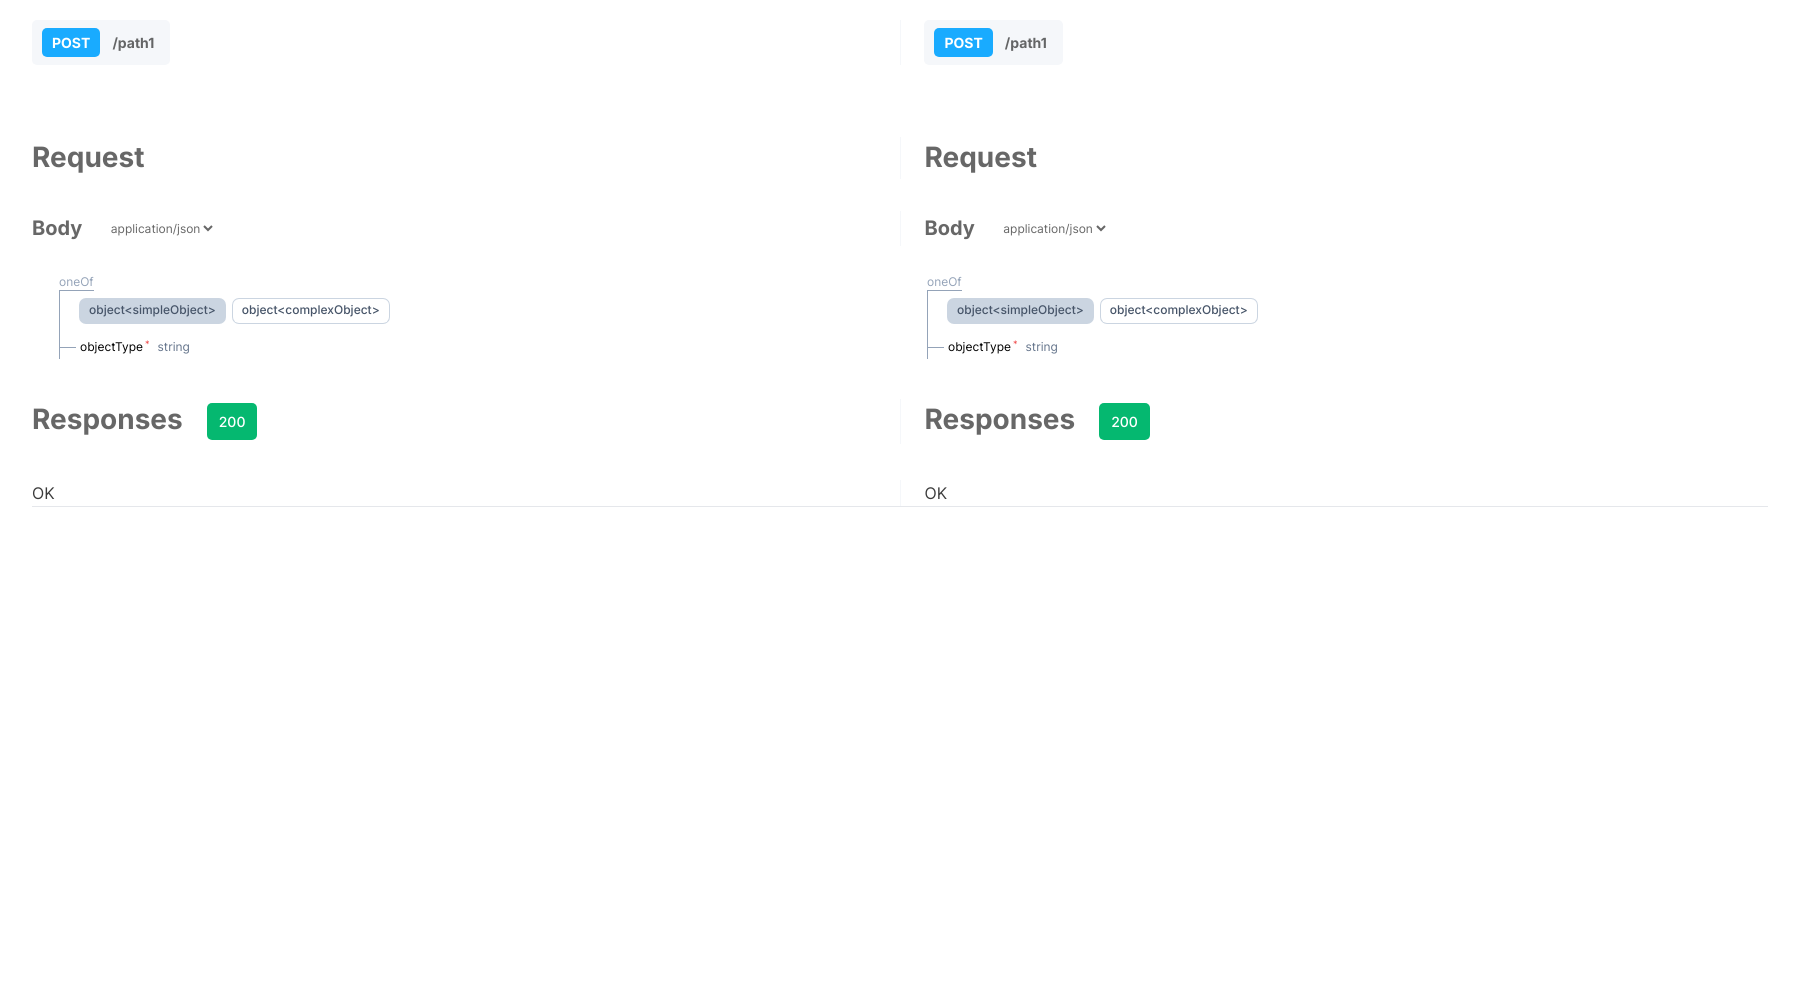 POST /path1
Request
Body application/json
oneOf
object<simpleObject> object<complexObject>
objectType* string
Responses 200
OK
POST /path1
Request
Body application/json
oneOf
object<simpleObject> object<complexObject>
objectType* string
Responses 200
OK